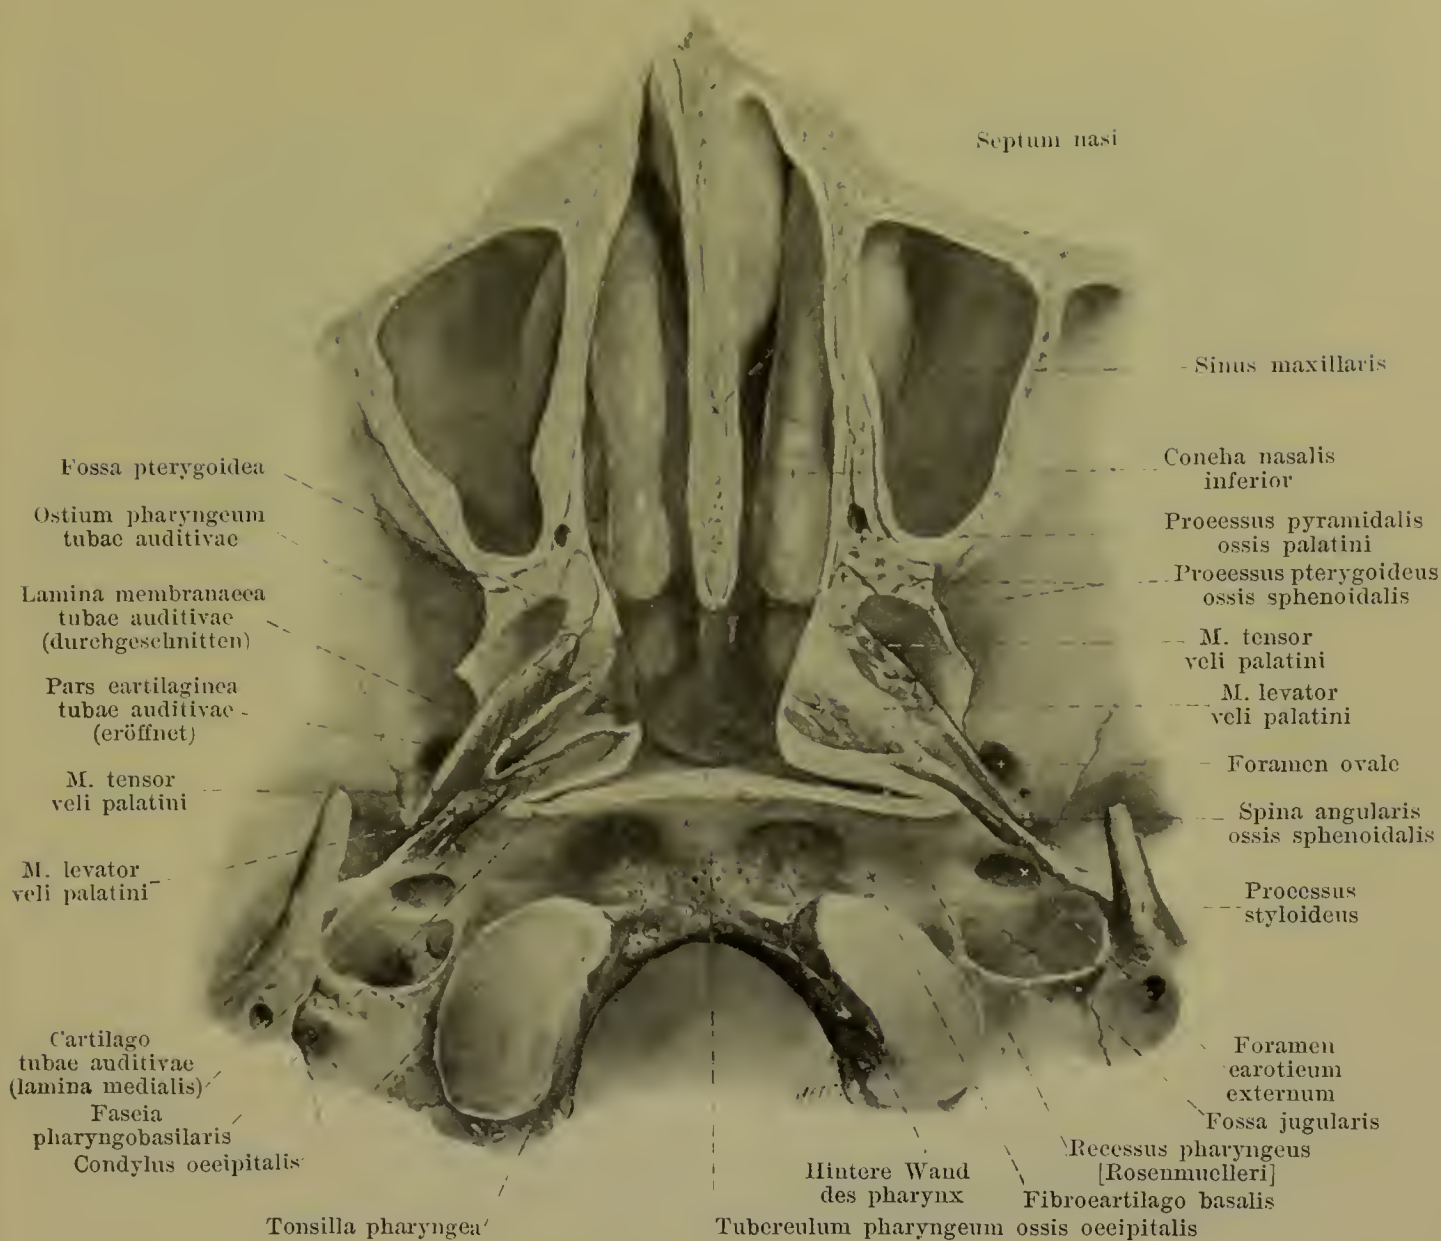 Septum nasi
Sinus maxillaris
Fossa pterygoidea
Concha nasalis
inferior
Ostium pharyngeum
tubae auditivae
Processus pyramidalis
ossis palatini
Processus pterygoideus
ossis sphenoidalis
Lamina membranacea
tubae auditivae
(durchgeschnitten)
M. tensor
veli palatini
Pars cartilaginea
tubae auditivae
(eröffnet)
M. levator
veli palatini
Foramen ovale
M. tensor
veli palatini
Spina angularis
ossis sphenoidalis
M. levator
veli palatini
Processus
styloideus
Cartilago
tubae auditivae
(lamina medialis)
Foramen
caroticum
externum
Fascia
pharyngobasilaris
Fossa jugularis
Condylus occipitalis
Recessus pharyngeus
[Rosenmuelleri]
Hintere Wand
des pharynx
Fibrocartilago basalis
Tonsilla pharyngea
Tuberculum pharyngeum ossis occipitalis